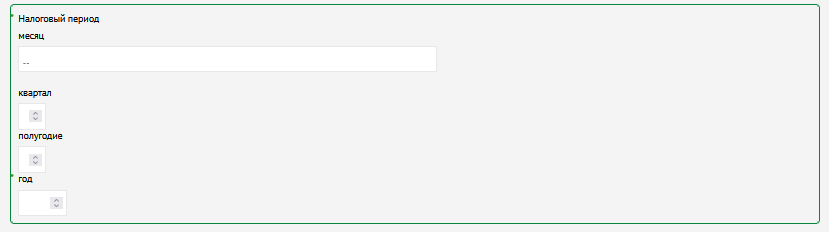 * Налоговый период
месяц
--
квартал
полугодие
* год